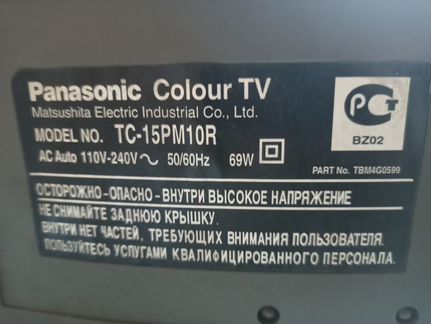 Panasonic Colour TV
Matsushita Electric Industrial Co., Ltd.
MODEL NO. TC-15PM10R
AC Auto 110V-240V∼ 50/60Hz 69W
РСТ
BZ02
PART No. TBM4G0599
ОСТОРОЖНО-ОПАСНО-ВНУТРИ ВЫСОКОЕ НАПРЯЖЕНИЕ
НЕ СНИМАЙТЕ ЗАДНЮЮ КРЫШКУ.
ВНУТРИ НЕТ ЧАСТЕЙ, ТРЕБУЮЩИХ ВНИМАНИЯ ПОЛЬЗОВАТЕЛЯ.
ПОЛЬЗУЙТЕСЬ УСЛУГАМИ КВАЛИФИЦИРОВАННОГО ПЕРСОНАЛА.